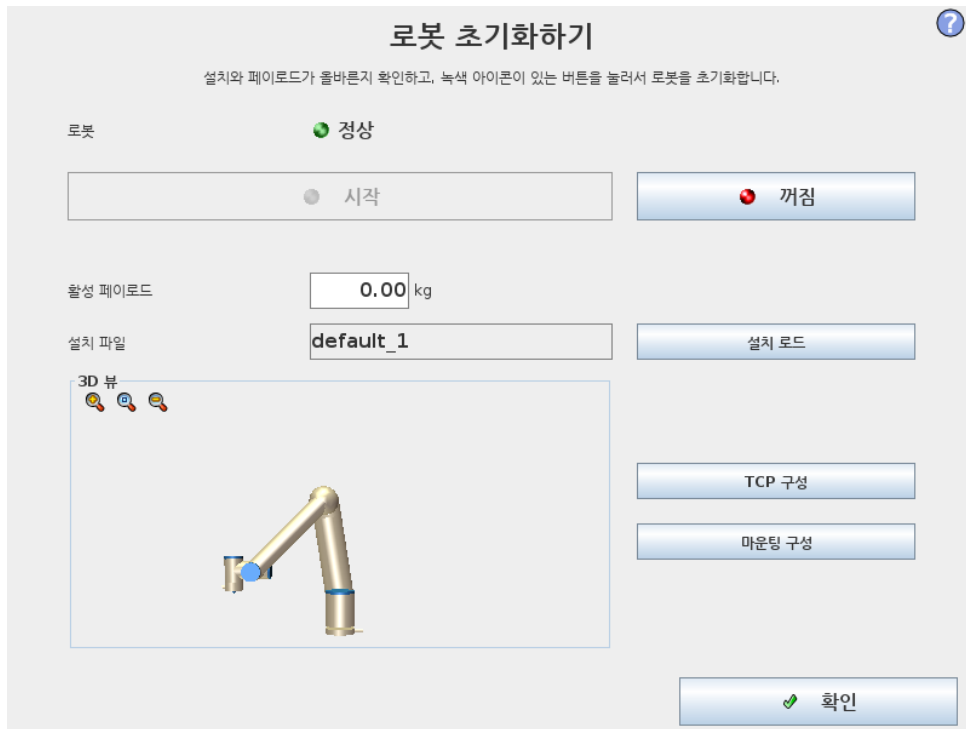 로봇 초기화하기
?
설치와 페이로드가 올바른지 확인하고, 녹색 아이콘이 있는 버튼을 눌러서 로봇을 초기화합니다.
로봇 정상
시작 꺼짐
활성 페이로드 0.00 kg
설치 파일 default_1 설치 로드
3D 뷰
TCP 구성
마운팅 구성
확인